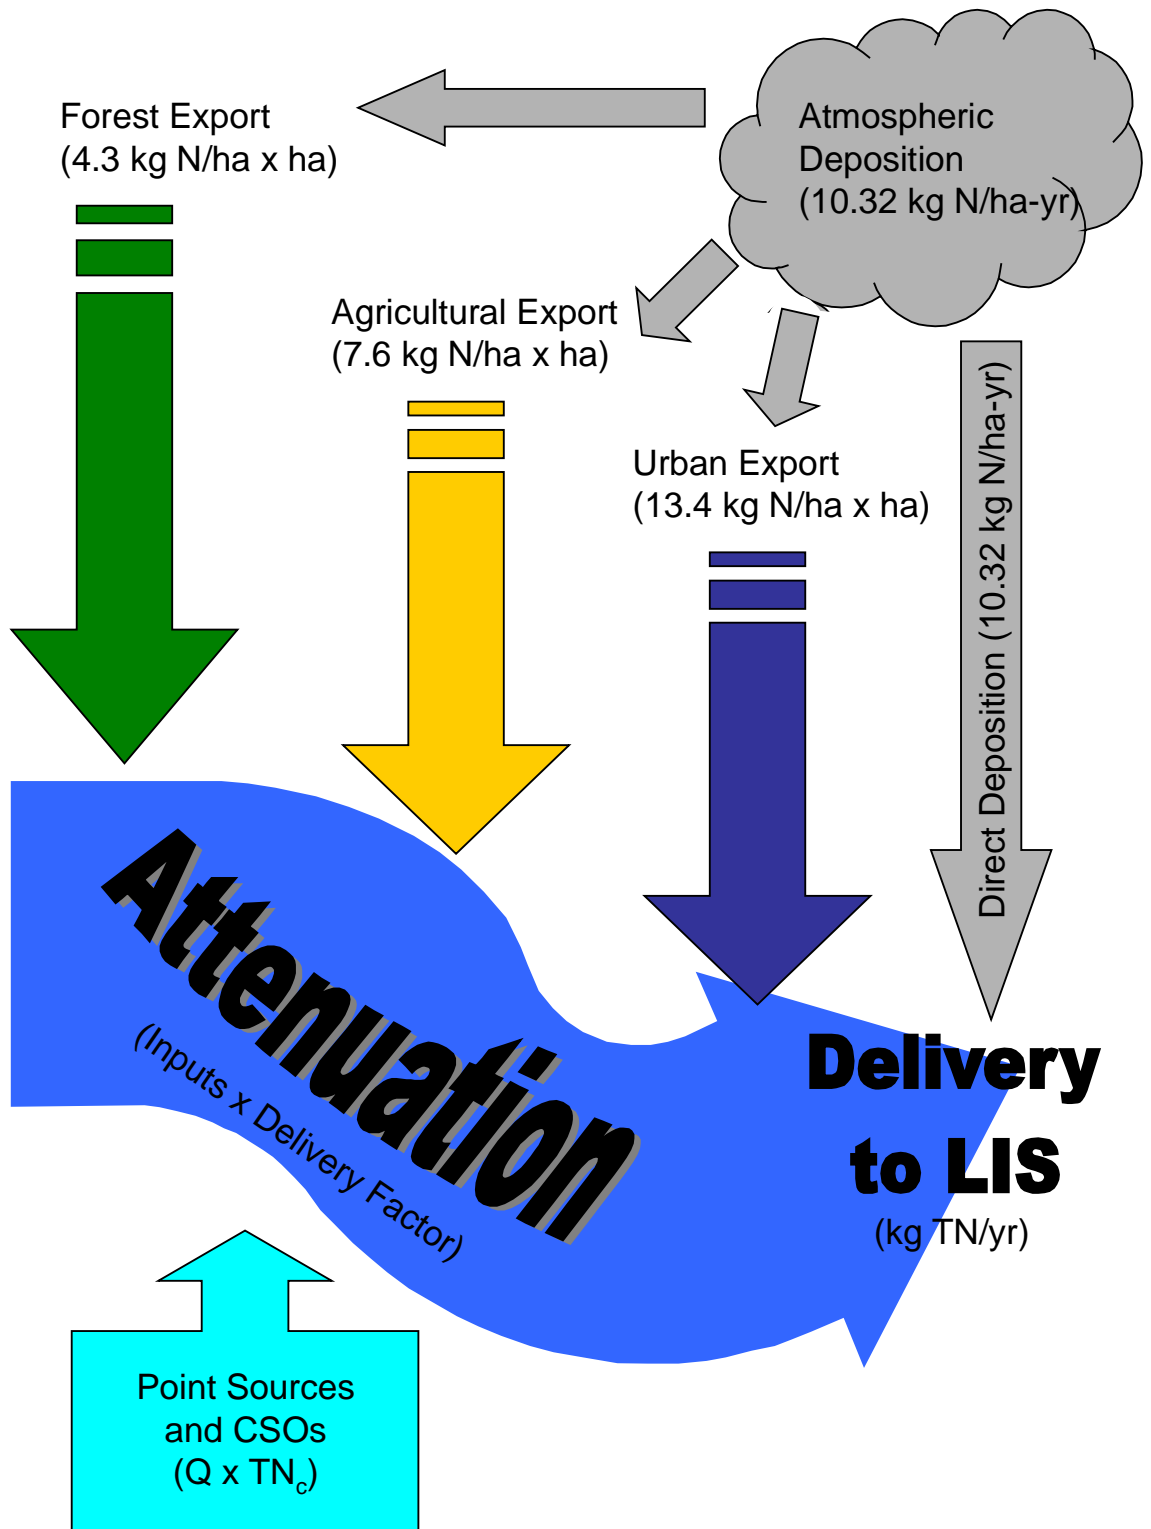 Forest Export
(4.3 kg N/ha x ha)
Atmospheric
Deposition
(10.32 kg N/ha-yr)
Agricultural Export
(7.6 kg N/ha x ha)
Urban Export
(13.4 kg N/ha x ha)
Direct Deposition (10.32 kg N/ha-yr)
Attenuation
(Inputs x Delivery Factor)
Delivery
to LIS
(kg TN/yr)
Point Sources
and CSOs
(Q x TNc)